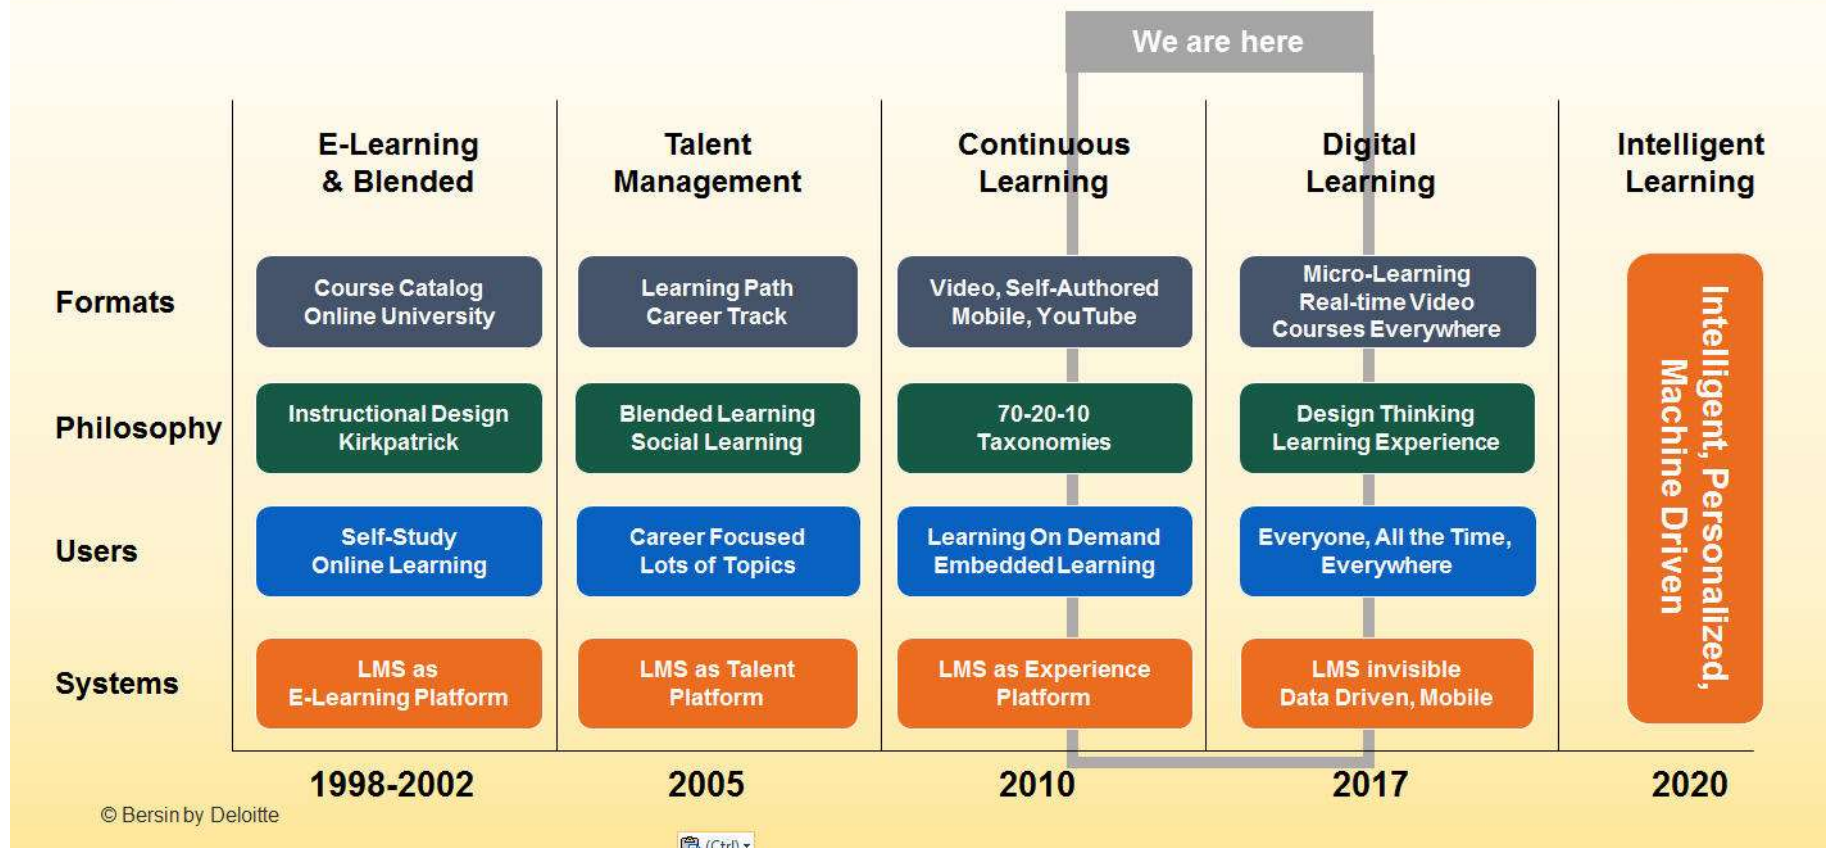 We are here
E-Learning
& Blended
Talent
Management
Continuous
Learning
Digital
Learning
Intelligent
Learning
Formats
Course Catalog
Online University
Learning Path
Career Track
Video, Self-Authored
Mobile, YouTube
Micro-Learning
Real-time Video
Courses Everywhere
Intelligent, Personalized,
Machine Driven
Philosophy
Instructional Design
Kirkpatrick
Blended Learning
Social Learning
70-20-10
Taxonomies
Design Thinking
Learning Experience
Users
Self-Study
Online Learning
Career Focused
Lots of Topics
Learning On Demand
Embedded Learning
Everyone, All the Time,
Everywhere
Systems
LMS as
E-Learning Platform
LMS as Talent
Platform
LMS as Experience
Platform
LMS invisible
Data Driven, Mobile
1998-2002
2005
2010
2017
2020
© Bersin by Deloitte
(Ctrl)